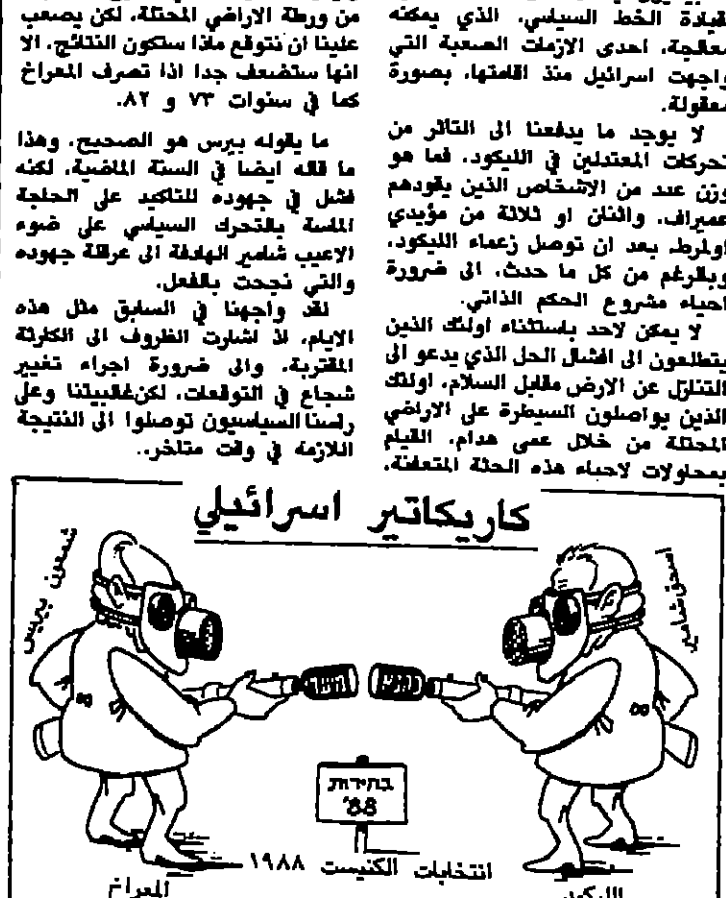 قيادة الخط السياسي، الذي يمكنه
معالجة، احدى الازمات الصعبة التي
واجهت اسرائيل منذ اقامتها، بصورة
معقولة.
لا يوجد ما يدفعنا الى التأثر من
تحركات المعتدلين في الليكود، فما هو
وزن عدد من الاشخاص الذين يقودهم
عميراف، واثنان او ثلاثة من مؤيدي
اولمرط، بعد ان توصل زعماء الليكود،
وبالرغم من كل ما حدث، الى ضرورة
احياء مشروع الحكم الذاتي.
لا يمكن لاحد باستثناء اولئك الذين
يتطلعون الى افشال الحل الذي يدعو الى
التنازل عن الارض مقابل السلام، اولئك
الذين يواصلون السيطرة على الاراضي
المحتلة من خلال عمى هدام، القيام
بمحاولات لاحياء هذه الجثة المتعفنة.
من ورطة الاراضي المحتلة، لكن يصعب
علينا ان نتوقع ماذا ستكون النتائج، الا
انها ستضعف جدا اذا تصرف المعراخ
كما في سنوات ٧٣ و ٨٢.
ما يقوله بيرس هو الصحيح، وهذا
ما قاله ايضا في السنة الماضية، لكنه
فشل في جهوده للتاكيد على الحاجة
الماسة بالتحرك السياسي على ضوء
الاعيب شامير الهادفة الى عرقلة جهوده
والتي نجحت بالفعل.
لقد واجهنا في السابق مثل هذه
الايام، اذ اشارت الظروف الى الكارثة
المقتربة، والى ضرورة اجراء تغيير
شجاع في التوقعات، لكن غالبيتنا وعلى
راسنا السياسيون توصلوا الى النتيجة
اللازمة في وقت متاخر..
كاريكاتير اسرائيلي
اسحق شامير
شمعون بيرس
בחירות
'88
انتخابات الكنيست ١٩٨٨
الليكود
المعراخ